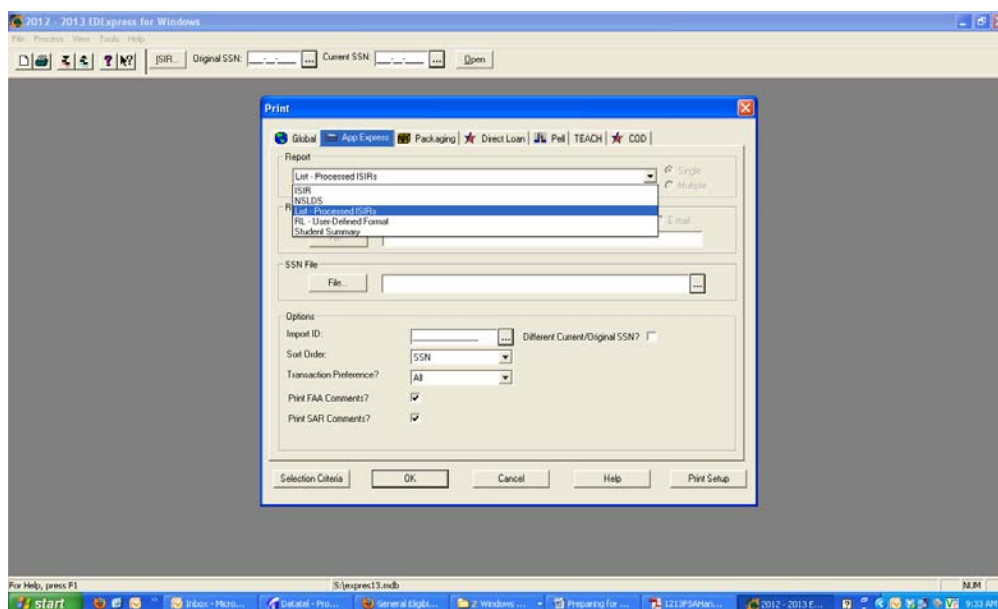 2012 - 2013 EDExpress for Windows
File Process View Tools Help
ISIR... Original SSN: __-_-__ ... Current SSN: __-_-__ ... Open
Print
Global App Express Packaging Direct Loan Pell TEACH COD
Report
List - Processed ISIRs Single
Multiple
ISIR
NSLDS
List - Processed ISIRs
RL - User-Defined Format
Student Summary
E-mail
SSN File
File... ...
Options
Import ID: ... Different Current/Original SSN?
Sort Order: SSN
Transaction Preference? All
Print FAA Comments?
Print SAR Comments?
Selection Criteria OK Cancel Help Print Setup
For Help, press F1 S:\expres13.mdb NUM
start Inbox - Micro... Datatel - Pro... General Eligibi... 2 Windows ... Preparing for ... 1213FSAHan... 2012 - 2013 E... 9:33 AM